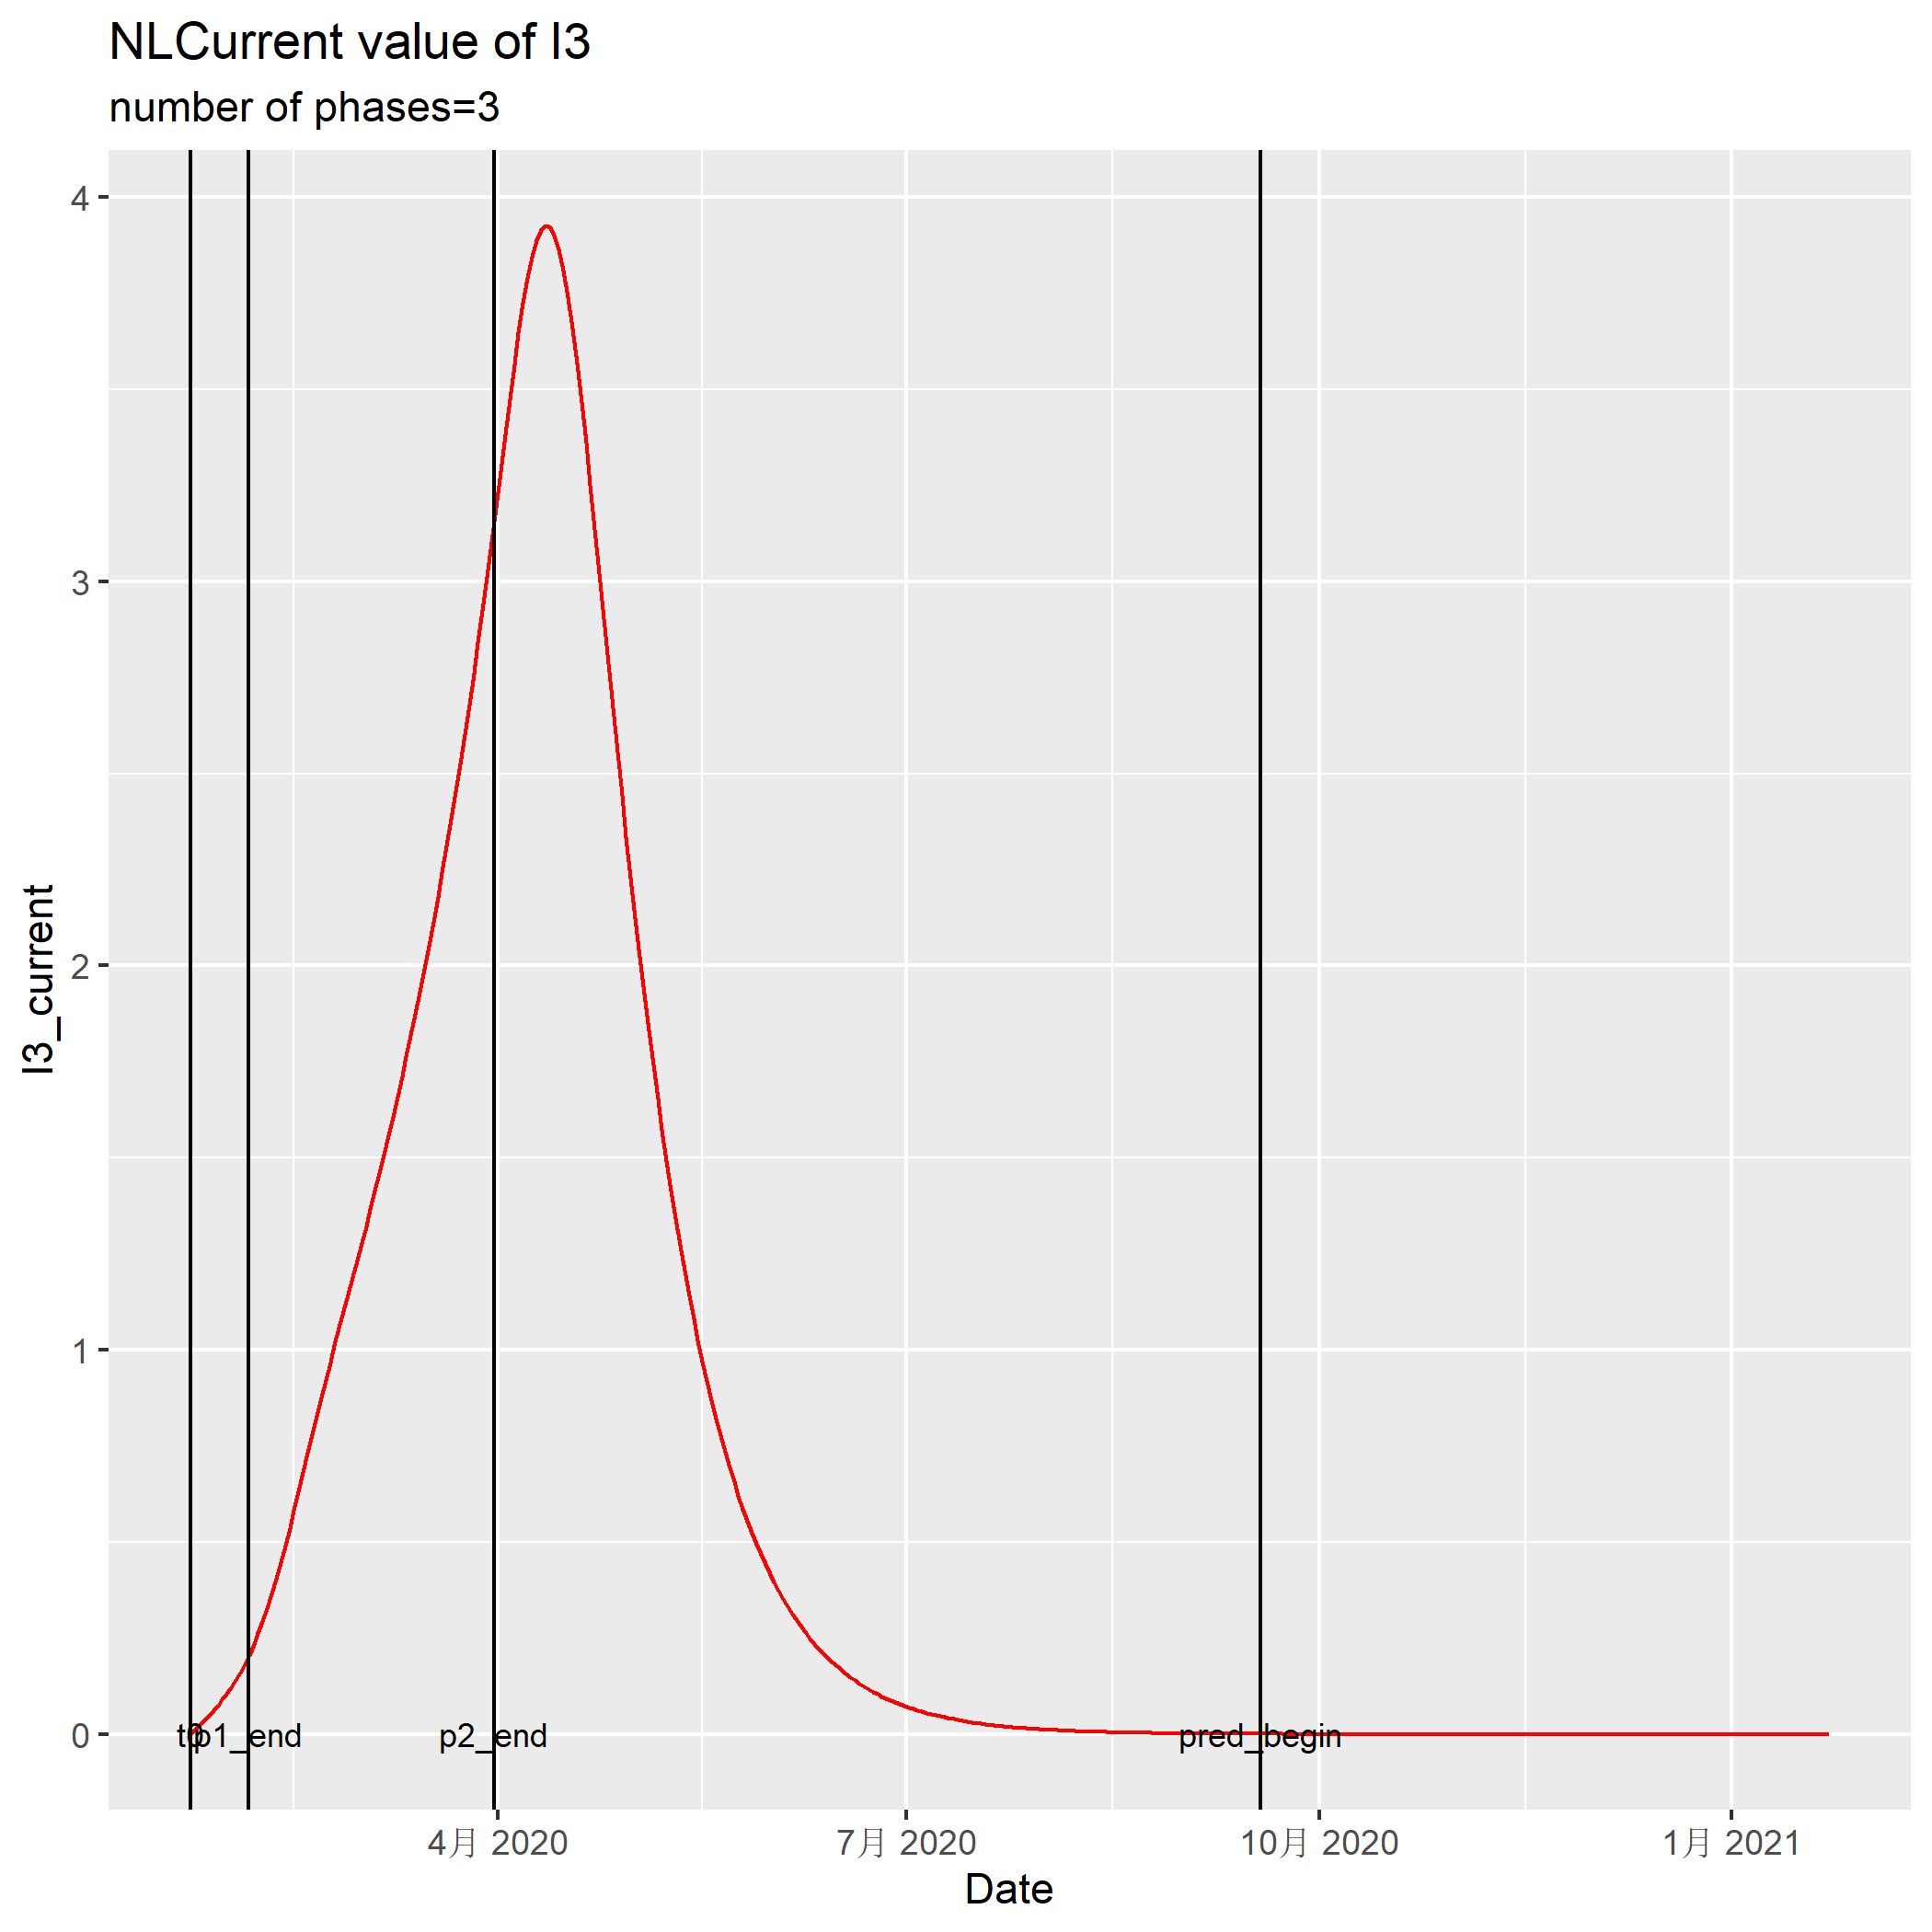 NLCurrent value of I3
number of phases=3
4
3
2
1
0
I3_current
t0
p1_end
p2_end
pred_begin
4月 2020
7月 2020
10月 2020
1月 2021
Date